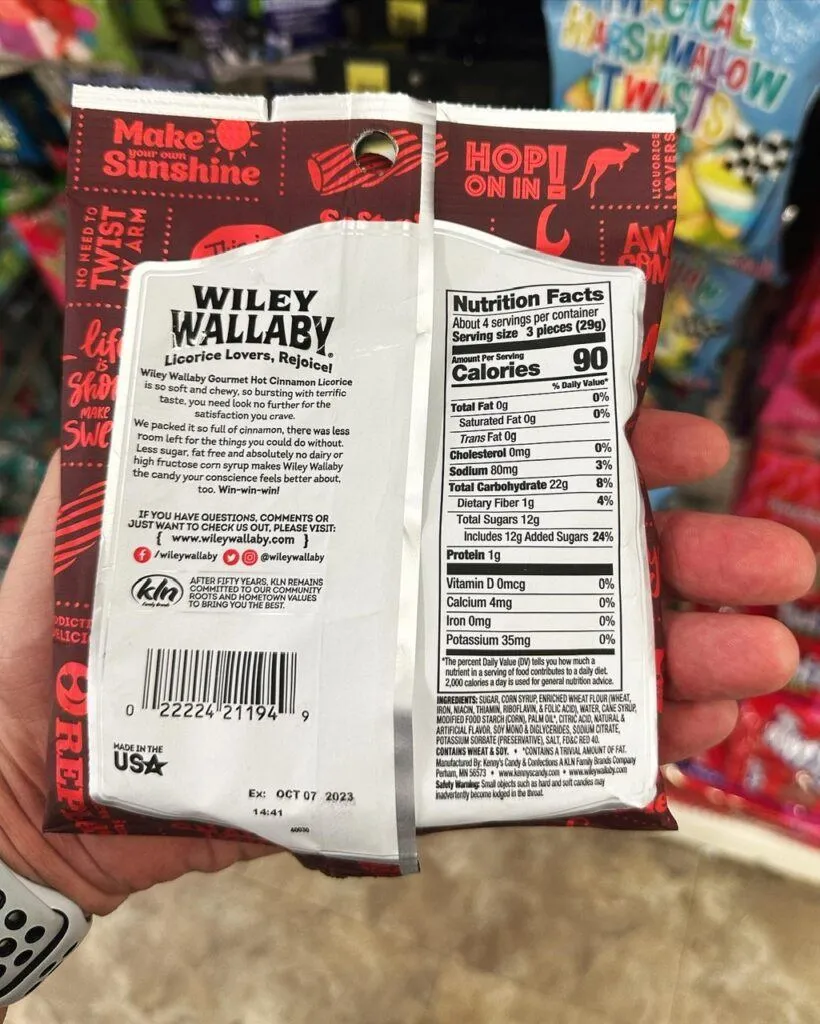 MAGICAL
MARSHMALLOW
TWISTS
Make
your own
Sunshine
HOP!
ON IN
LIQUORICE
LOVERS
NO NEED TO
TWIST
MY ARM
This is
AW
life
IS
Sho
MAKE
Swe
WILEY
WALLABY®
Licorice Lovers, Rejoice!
Wiley Wallaby Gourmet Hot Cinnamon Licorice
is so soft and chewy, so bursting with terrific
taste, you need look no further for the
satisfaction you crave.
We packed it so full of cinnamon, there was less
room left for the things you could do without.
Less sugar, fat free and absolutely no dairy or
high fructose corn syrup makes Wiley Wallaby
the candy your conscience feels better about,
too. Win-win-win!
IF YOU HAVE QUESTIONS, COMMENTS OR
JUST WANT TO CHECK US OUT, PLEASE VISIT:
{ www.wileywallaby.com }
f /wileywallaby @wileywallaby
kln
Family Brands
AFTER FIFTY YEARS, KLN REMAINS
COMMITTED TO OUR COMMUNITY
ROOTS AND HOMETOWN VALUES
TO BRING YOU THE BEST.
0 22224 21194 9
MADE IN THE
USA
Ex: OCT 07 2023
14:41
40030
Nutrition Facts
About 4 servings per container
Serving size 3 pieces (29g)
Amount Per Serving
Calories 90
% Daily Value*
Total Fat 0g 0%
Saturated Fat 0g 0%
Trans Fat 0g
Cholesterol 0mg 0%
Sodium 80mg 3%
Total Carbohydrate 22g 8%
Dietary Fiber 1g 4%
Total Sugars 12g
Includes 12g Added Sugars 24%
Protein 1g
Vitamin D 0mcg 0%
Calcium 4mg 0%
Iron 0mg 0%
Potassium 35mg 0%
*The percent Daily Value (DV) tells you how much a
nutrient in a serving of food contributes to a daily diet.
2,000 calories a day is used for general nutrition advice.
INGREDIENTS: SUGAR, CORN SYRUP, ENRICHED WHEAT FLOUR (WHEAT,
IRON, NIACIN, THIAMIN, RIBOFLAVIN, & FOLIC ACID), WATER, CANE SYRUP,
MODIFIED FOOD STARCH (CORN), PALM OIL*, CITRIC ACID, NATURAL &
ARTIFICIAL FLAVOR, SOY MONO & DIGLYCERIDES, SODIUM CITRATE,
POTASSIUM SORBATE (PRESERVATIVE), SALT, FD&C RED 40.
CONTAINS WHEAT & SOY. • *CONTAINS A TRIVIAL AMOUNT OF FAT.
Manufactured By: Kenny's Candy & Confections A KLN Family Brands Company
Perham, MN 56573 • www.kennyscandy.com • www.wileywallaby.com
Safety Warning: Small objects such as hard and soft candies may
inadvertently become lodged in the throat.